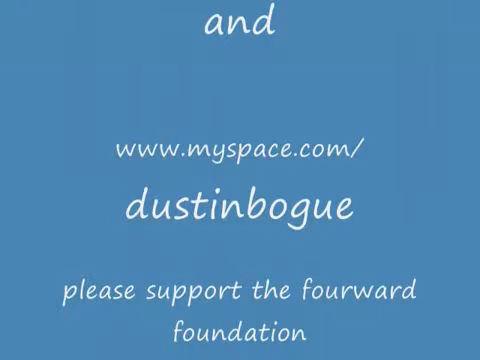 and
www.myspace.com/
dustinbogue
please support the fourward
foundation